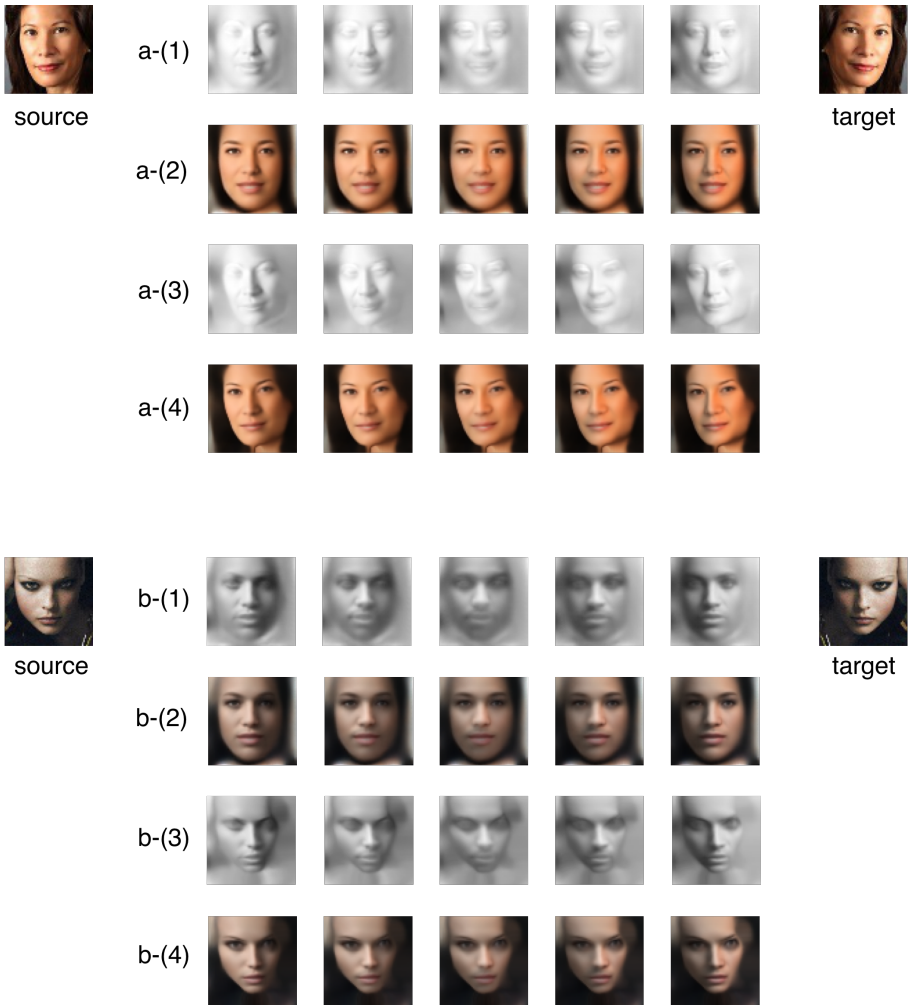 a-(1)
source
target
a-(2)
a-(3)
a-(4)
b-(1)
source
target
b-(2)
b-(3)
b-(4)